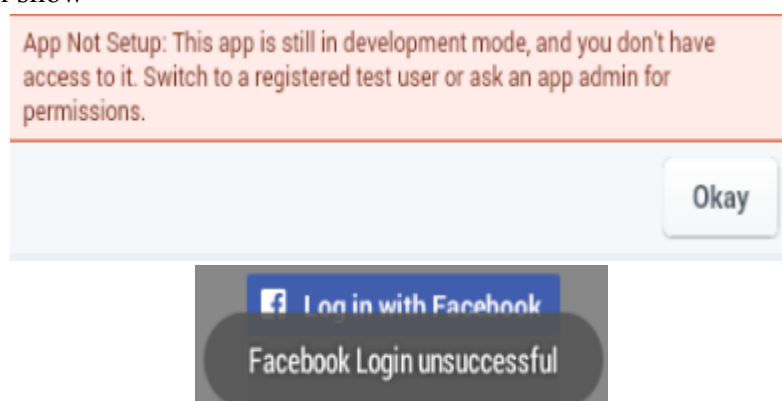 App Not Setup: This app is still in development mode, and you don't have
access to it. Switch to a registered test user or ask an app admin for
permissions.
Okay
Log in with Facebook
Facebook Login unsuccessful